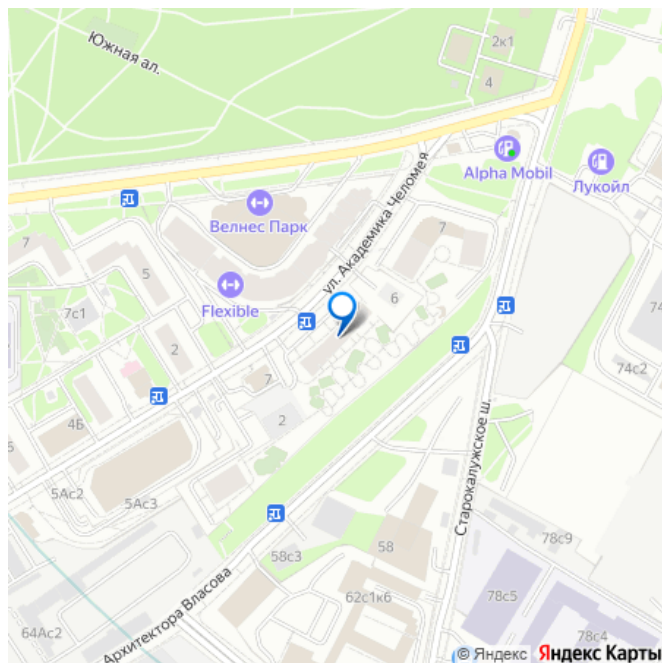 Южная ал.
2к1
4
Alpha Mobil
Лукойл
ул. Академика Челомея
Велнес Парк
7
7
5
Flexible
6
7с1
74
2
74с2
7
4Б
2
5
5Ас2
5Ас3
Старокалужское ш.
58с3
58
78с9
62с1к6
78с5
64Ас2
Архитектора Власова
78с4
© Яндекс Яндекс Карты